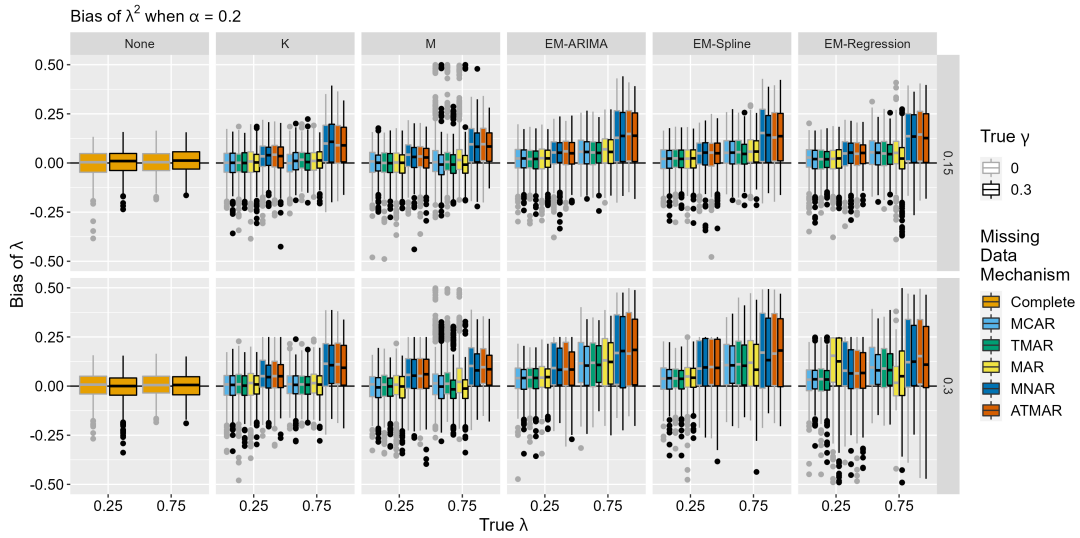 Bias of λ² when α = 0.2
None K M EM-ARIMA EM-Spline EM-Regression
0.50
0.25
0.00
-0.25
-0.50
0.15
0.50
0.25
0.00
-0.25
-0.50
0.3
Bias of λ
0.25 0.75 0.25 0.75 0.25 0.75 0.25 0.75 0.25 0.75 0.25 0.75
True λ
True γ
0
0.3
Missing
Data
Mechanism
Complete
MCAR
TMAR
MAR
MNAR
ATMAR